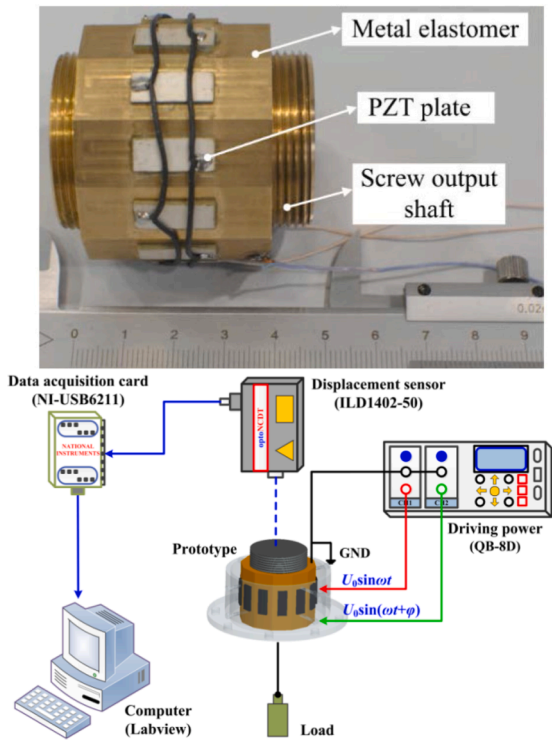 Metal elastomer
PZT plate
Screw output
shaft
0 1 2 3 4 5 6 7 8 9
Data acquisition card
(NI-USB6211)
Displacement sensor
(ILD1402-50)
NATIONAL
INSTRUMENTS
optoNCDT
CH1
CH2
Driving power
(QB-8D)
Prototype
GND
U₀sinωt
U₀sin(ωt+φ)
Computer
(Labview)
Load